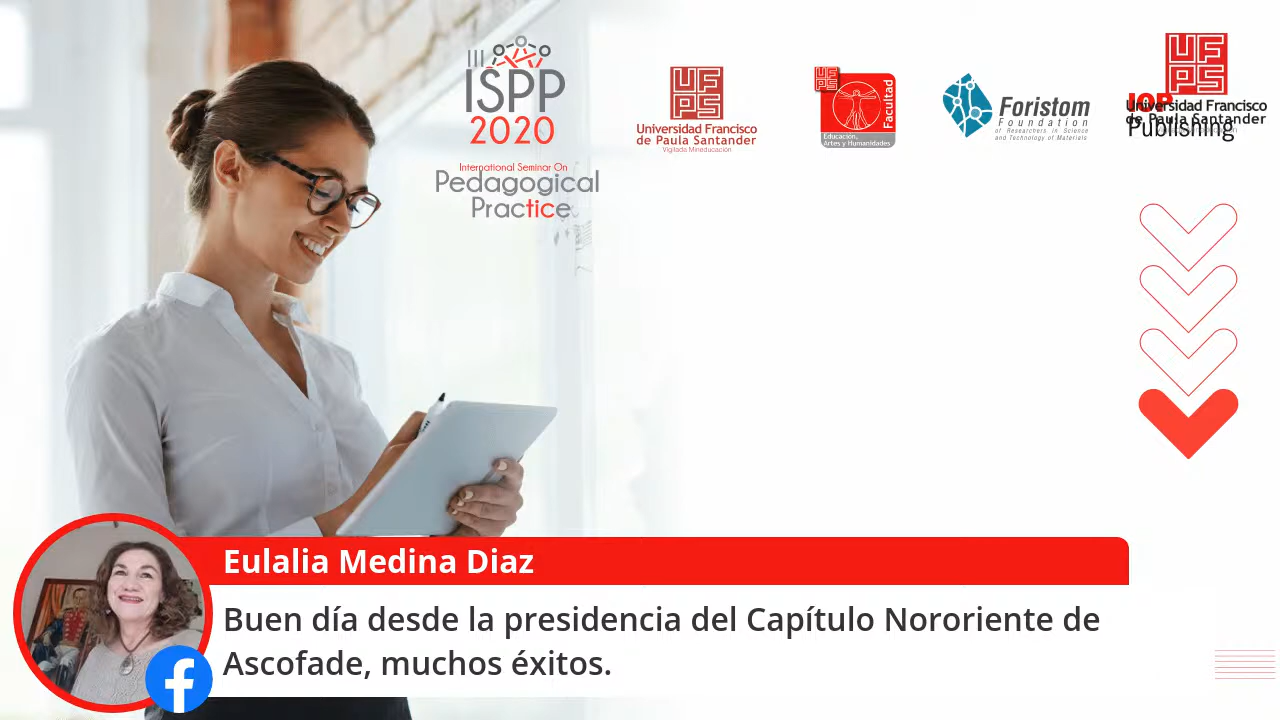 III
ISPP
2020
International Seminar On
Pedagogical
Practice
UFPS
Universidad Francisco
de Paula Santander
Vigilada Mineducación
UFPS
Facultad
Educación,
Artes y Humanidades
Foristom
Foundation
of Researchers in Science
and Technology of Materials
UFPS
IOP
Publishing
Universidad Francisco
de Paula Santander
Eulalia Medina Diaz
Buen día desde la presidencia del Capítulo Nororiente de
Ascofade, muchos éxitos.